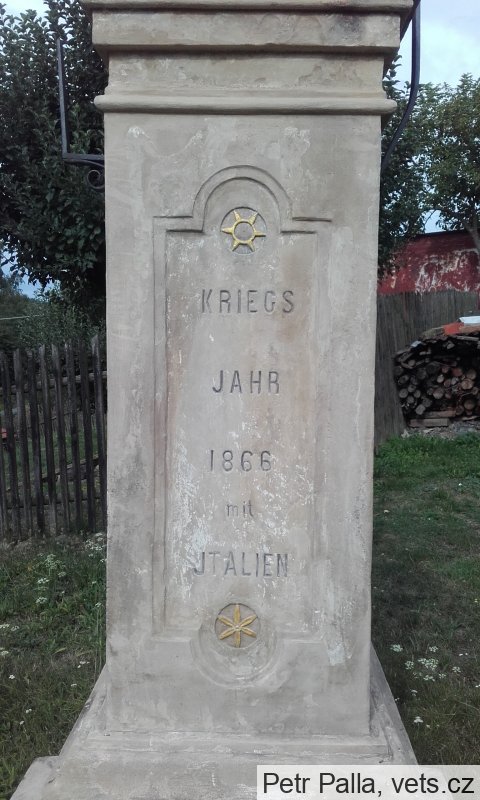 KRIEGS
JAHR
1866
mit
JTALIEN
Petr Palla, vets.cz